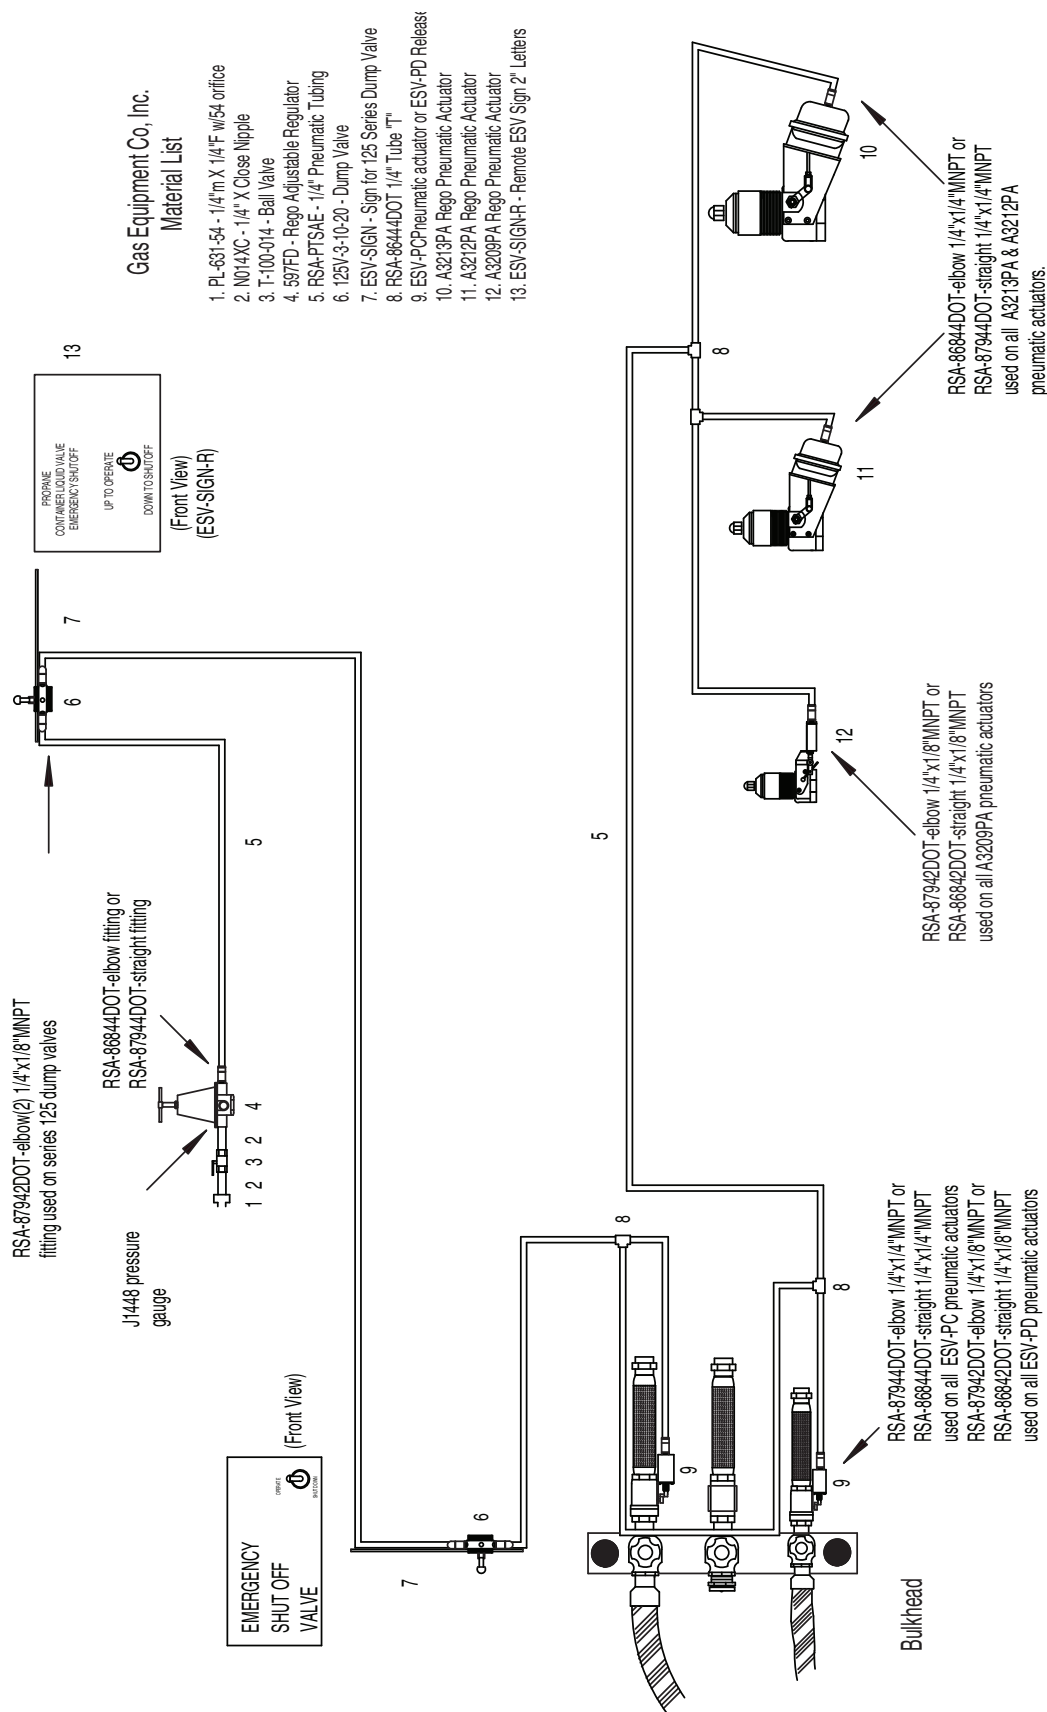 Gas Equipment Co, Inc.
Material List
1. PL-631-54 - 1/4"m X 1/4"F w/54 orifice
2. N014XC - 1/4" X Close Nipple
3. T-100-014 - Ball Valve
4. 597FD - Rego Adjustable Regulator
5. RSA-PTSAE - 1/4" Pneumatic Tubing
6. 125V-3-10-20 - Dump Valve
7. ESV-SIGN - Sign for 125 Series Dump Valve
8. RSA-86444DOT 1/4" Tube "T"
9. ESV-PCPneumatic actuator or ESV-PD Release
10. A3213PA Rego Pneumatic Actuator
11. A3212PA Rego Pneumatic Actuator
12. A3209PA Rego Pneumatic Actuator
13. ESV-SIGN-R - Remote ESV Sign 2" Letters
13
PROPANE
CONTAINER LIQUID VALVE
EMERGENCY SHUTOFF
UP TO OPERATE
DOWN TO SHUTOFF
(Front View)
(ESV-SIGN-R)
7
6
5
RSA-87942DOT-elbow(2) 1/4"x1/8"MNPT
fitting used on series 125 dump valves
RSA-86844DOT-elbow fitting or
RSA-87944DOT-straight fitting
J1448 pressure
gauge
1 2 3 2 4
EMERGENCY
SHUT OFF
VALVE
OPERATE
SHUT DOWN
(Front View)
7
6
8
9
9
8
Bulkhead
RSA-87944DOT-elbow 1/4"x1/4"MNPT or
RSA-86844DOT-straight 1/4"x1/4"MNPT
used on all ESV-PC pneumatic actuators
RSA-87942DOT-elbow 1/4"x1/8"MNPT or
RSA-86842DOT-straight 1/4"x1/8"MNPT
used on all ESV-PD pneumatic actuators
5
8
12
RSA-87942DOT-elbow 1/4"x1/8"MNPT or
RSA-86842DOT-straight 1/4"x1/8"MNPT
used on all A3209PA pneumatic actuators
11
10
RSA-86844DOT-elbow 1/4"x1/4"MNPT or
RSA-87944DOT-straight 1/4"x1/4"MNPT
used on all A3213PA & A3212PA
pneumatic actuators.